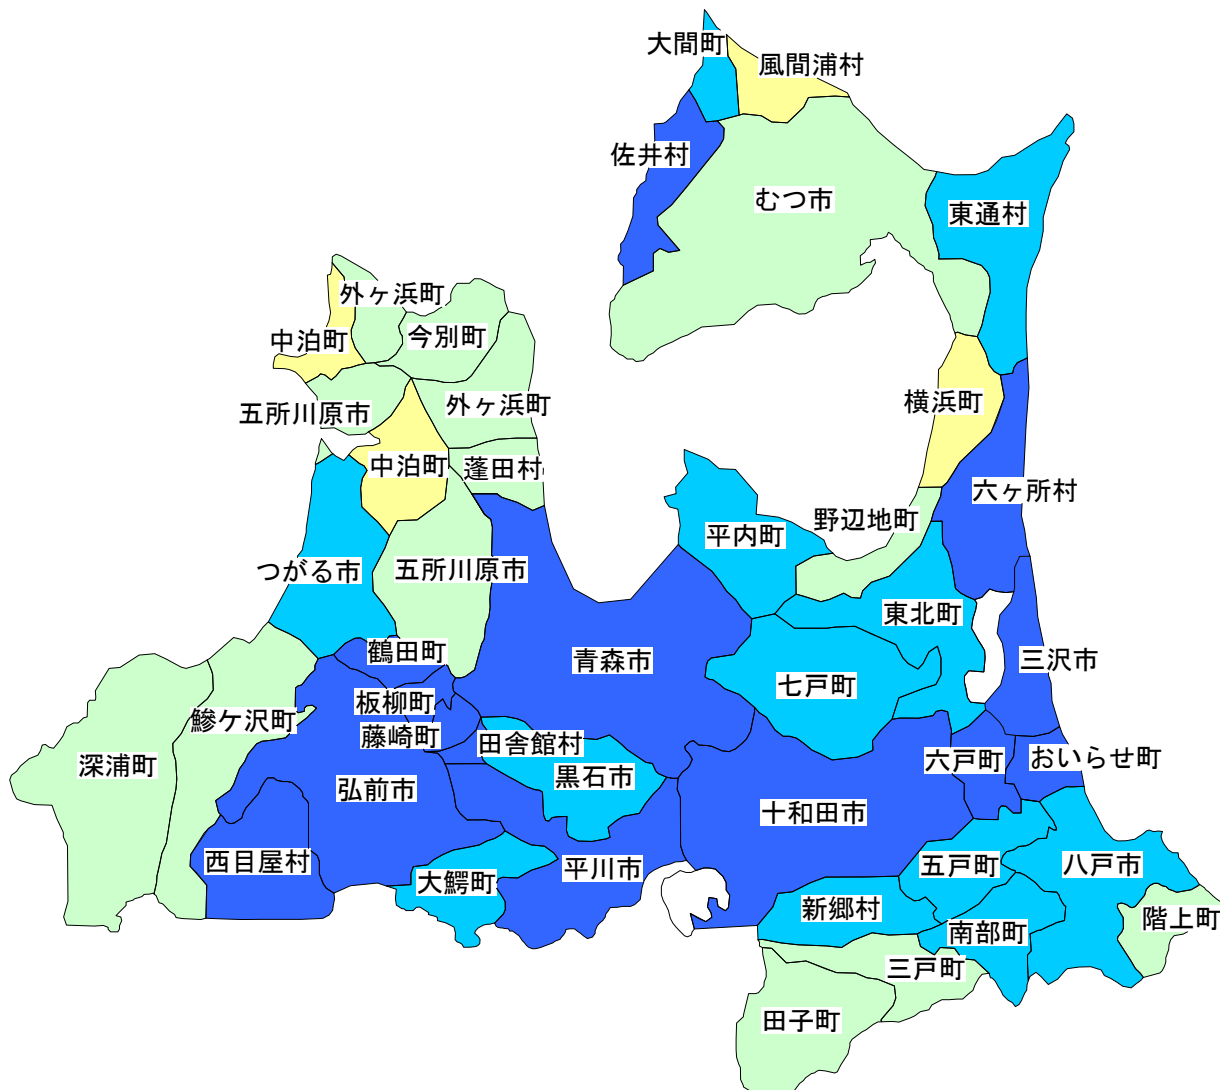 大間町
風間浦村
佐井村
むつ市
東通村
外ヶ浜町
今別町
中泊町
五所川原市
外ヶ浜町
横浜町
中泊町
蓬田村
六ヶ所村
野辺地町
平内町
つがる市
五所川原市
東北町
鶴田町
青森市
三沢市
七戸町
板柳町
鰺ケ沢町
藤崎町
田舎館村
六戸町
おいらせ町
深浦町
黒石市
弘前市
十和田市
西目屋村
平川市
五戸町
八戸市
大鰐町
新郷村
階上町
南部町
三戸町
田子町